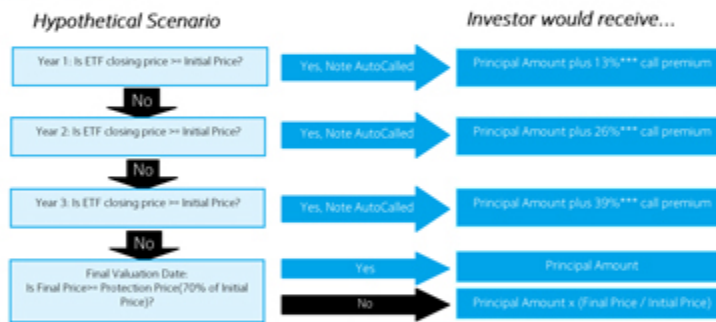 Hypothetical Scenario
Investor would receive...
Year 1: Is ETF closing price >= Initial Price?
Yes, Note AutoCalled
Principal Amount plus 13%*** call premium
No
Year 2: Is ETF closing price >= Initial Price?
Yes, Note AutoCalled
Principal Amount plus 26%*** call premium
No
Year 3: Is ETF closing price >= Initial Price?
Yes, Note AutoCalled
Principal Amount plus 39%*** call premium
No
Final Valuation Date:
Is Final Price>= Protection Price(70% of Initial
Price)?
Yes
Principal Amount
No
Principal Amount x (Final Price / Initial Price)